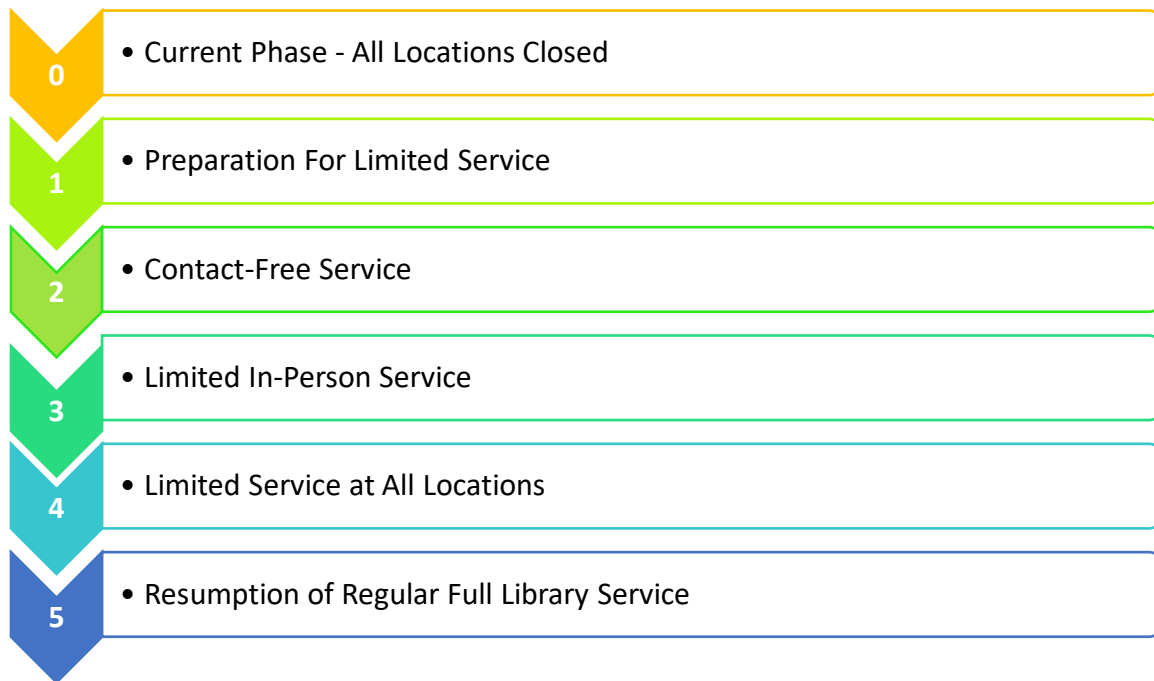 0
• Current Phase - All Locations Closed
1
• Preparation For Limited Service
2
• Contact-Free Service
3
• Limited In-Person Service
4
• Limited Service at All Locations
5
• Resumption of Regular Full Library Service